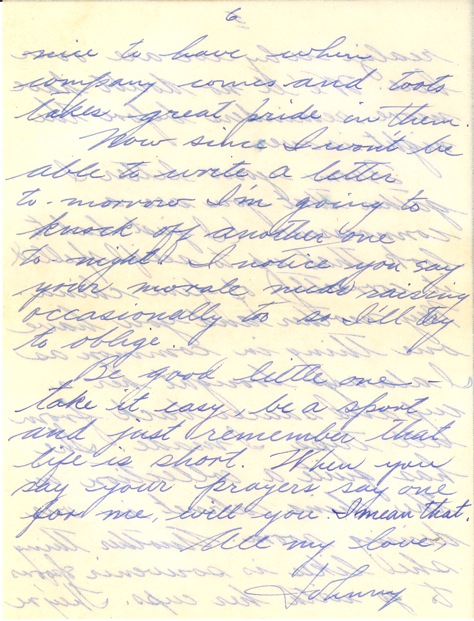 6
nice to have when
company comes and toots
takes great pride in them.
Now since I won't be
able to write a letter
to-morrow I'm going to
knock off another one
to-night. I notice you say
your morale needs raising
occasionally too so I'll try
to oblige.
Be good little one –
take it easy, be a sport
and just remember that
life is short. When you
say your prayers say one
for me, will you. I mean that.
All my love,
Johnny